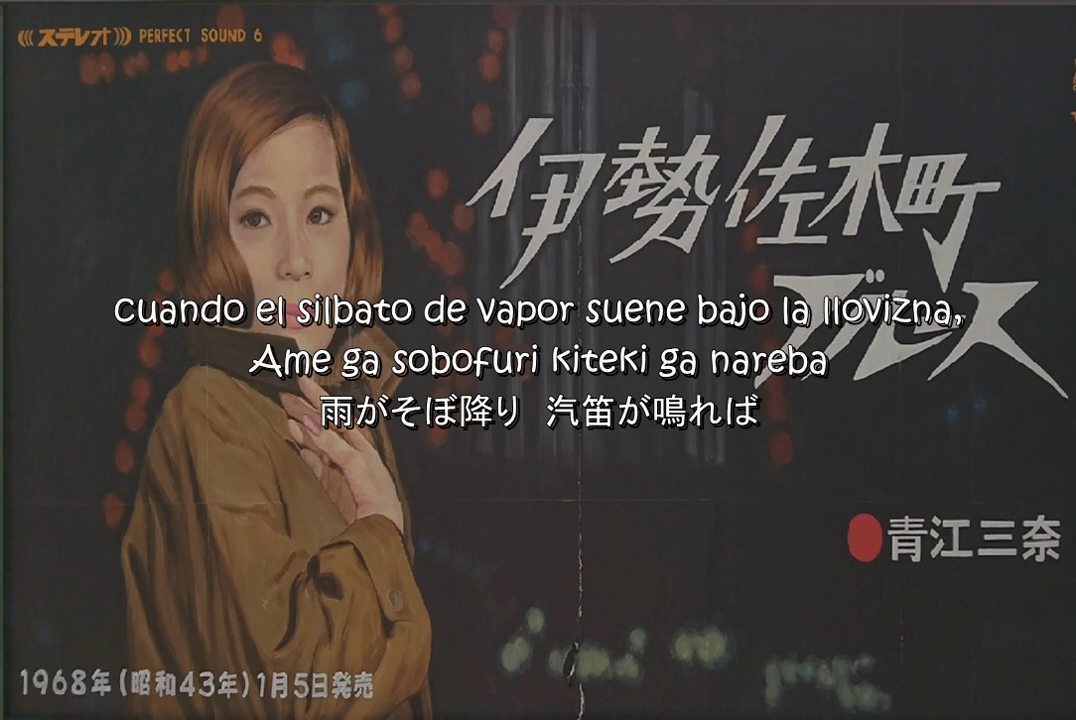 ステレオ PERFECT SOUND 6
伊勢佐木町
ブルース
cuando el silbato de vapor suene bajo la llovizna,
Ame ga sobofuri kiteki ga nareba
雨がそぼ降り 汽笛が鳴れば
青江三奈
1968年(昭和43年)1月5日発売